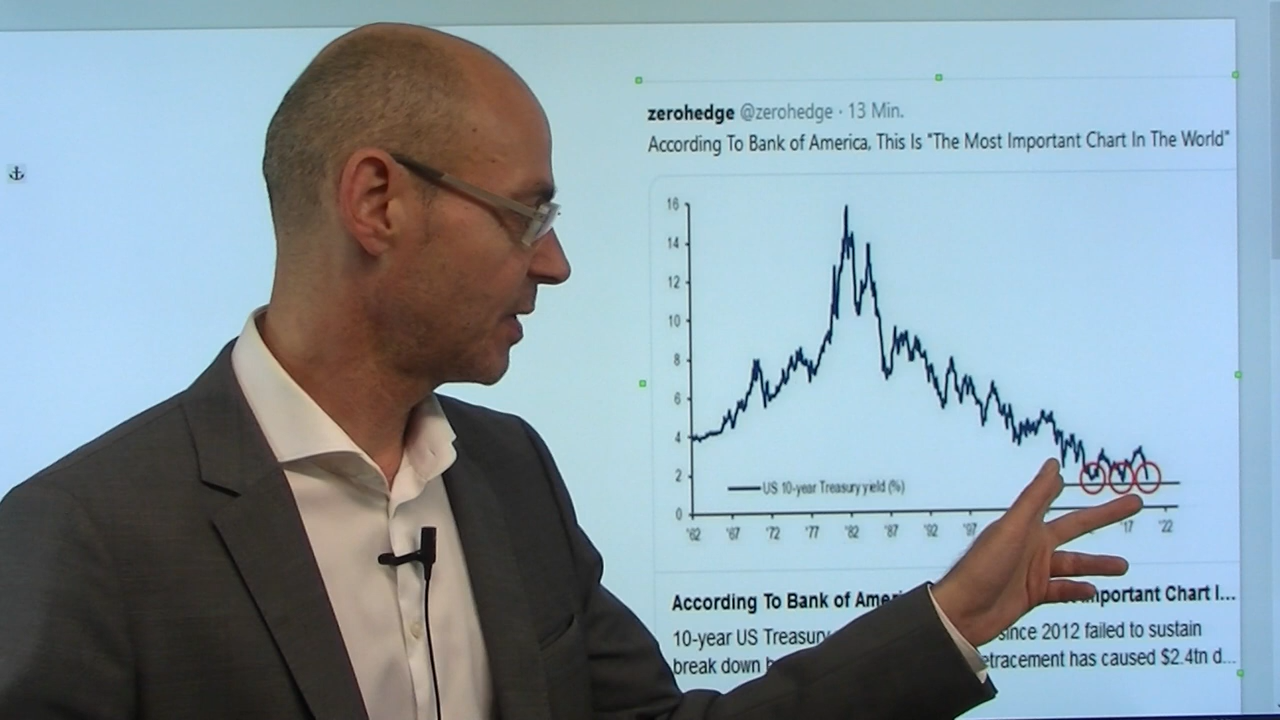 zerohedge @zerohedge · 13 Min.
According To Bank of America, This Is "The Most Important Chart In The World"
16
14
12
10
8
6
4
2
0
US 10-year Treasury yield (%)
'62 '67 '72 '77 '82 '87 '92 '97 '17 '22
According To Bank of Amer mportant Chart I...
10-year US Treasury since 2012 failed to sustain
break down etracement has caused $2.4tn d...